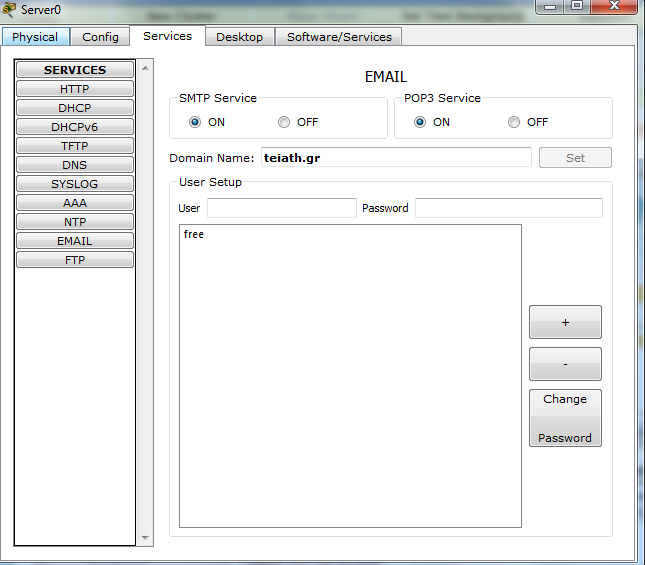 Server0
Physical Config Services Desktop Software/Services
SERVICES
HTTP
DHCP
DHCPv6
TFTP
DNS
SYSLOG
AAA
NTP
EMAIL
FTP
EMAIL
SMTP Service
ON OFF
POP3 Service
ON OFF
Domain Name: teiath.gr Set
User Setup
User Password
free
+
-
Change
Password